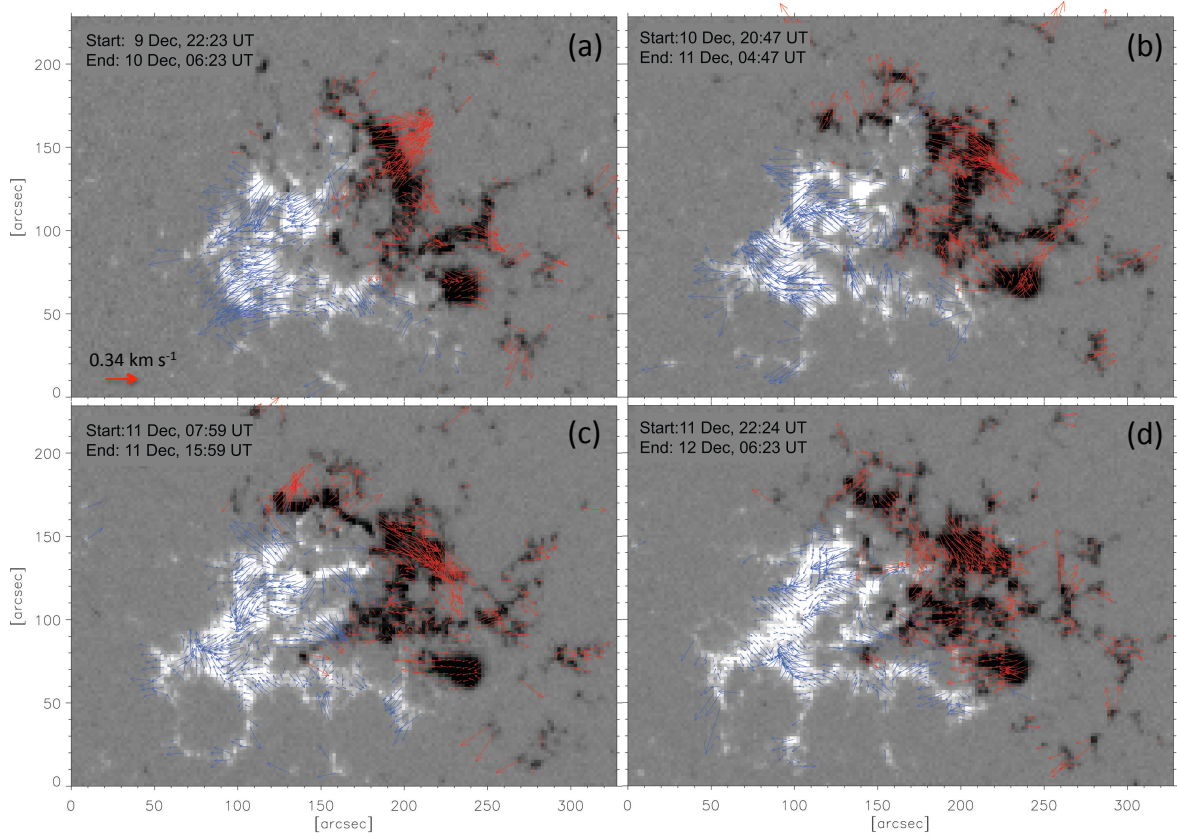 Start: 9 Dec, 22:23 UT
End: 10 Dec, 06:23 UT
(a)
Start:10 Dec, 20:47 UT
End: 11 Dec, 04:47 UT
(b)
200
150
100
50
0
[arcsec]
0.34 km s⁻¹
Start:11 Dec, 07:59 UT
End: 11 Dec, 15:59 UT
(c)
Start:11 Dec, 22:24 UT
End: 12 Dec, 06:23 UT
(d)
200
150
100
50
0
[arcsec]
0 50 100 150 200 250 300
[arcsec]
0 50 100 150 200 250 300
[arcsec]